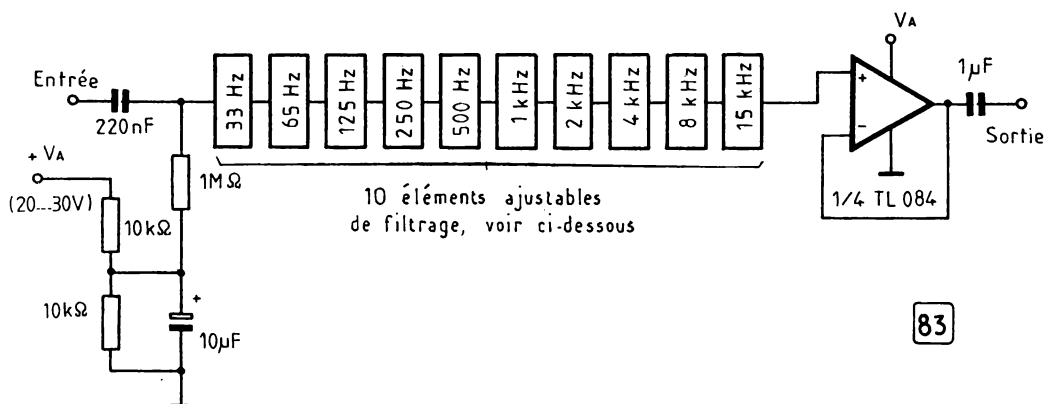 VA
Entrée
220nF
33 Hz
65 Hz
125 Hz
250 Hz
500 Hz
1 kHz
2 kHz
4 kHz
8 kHz
15 kHz
+
−
1µF
Sortie
1/4 TL 084
1MΩ
+ VA
(20...30V)
10kΩ
10kΩ
+
10µF
10 éléments ajustables
de filtrage, voir ci-dessous
83